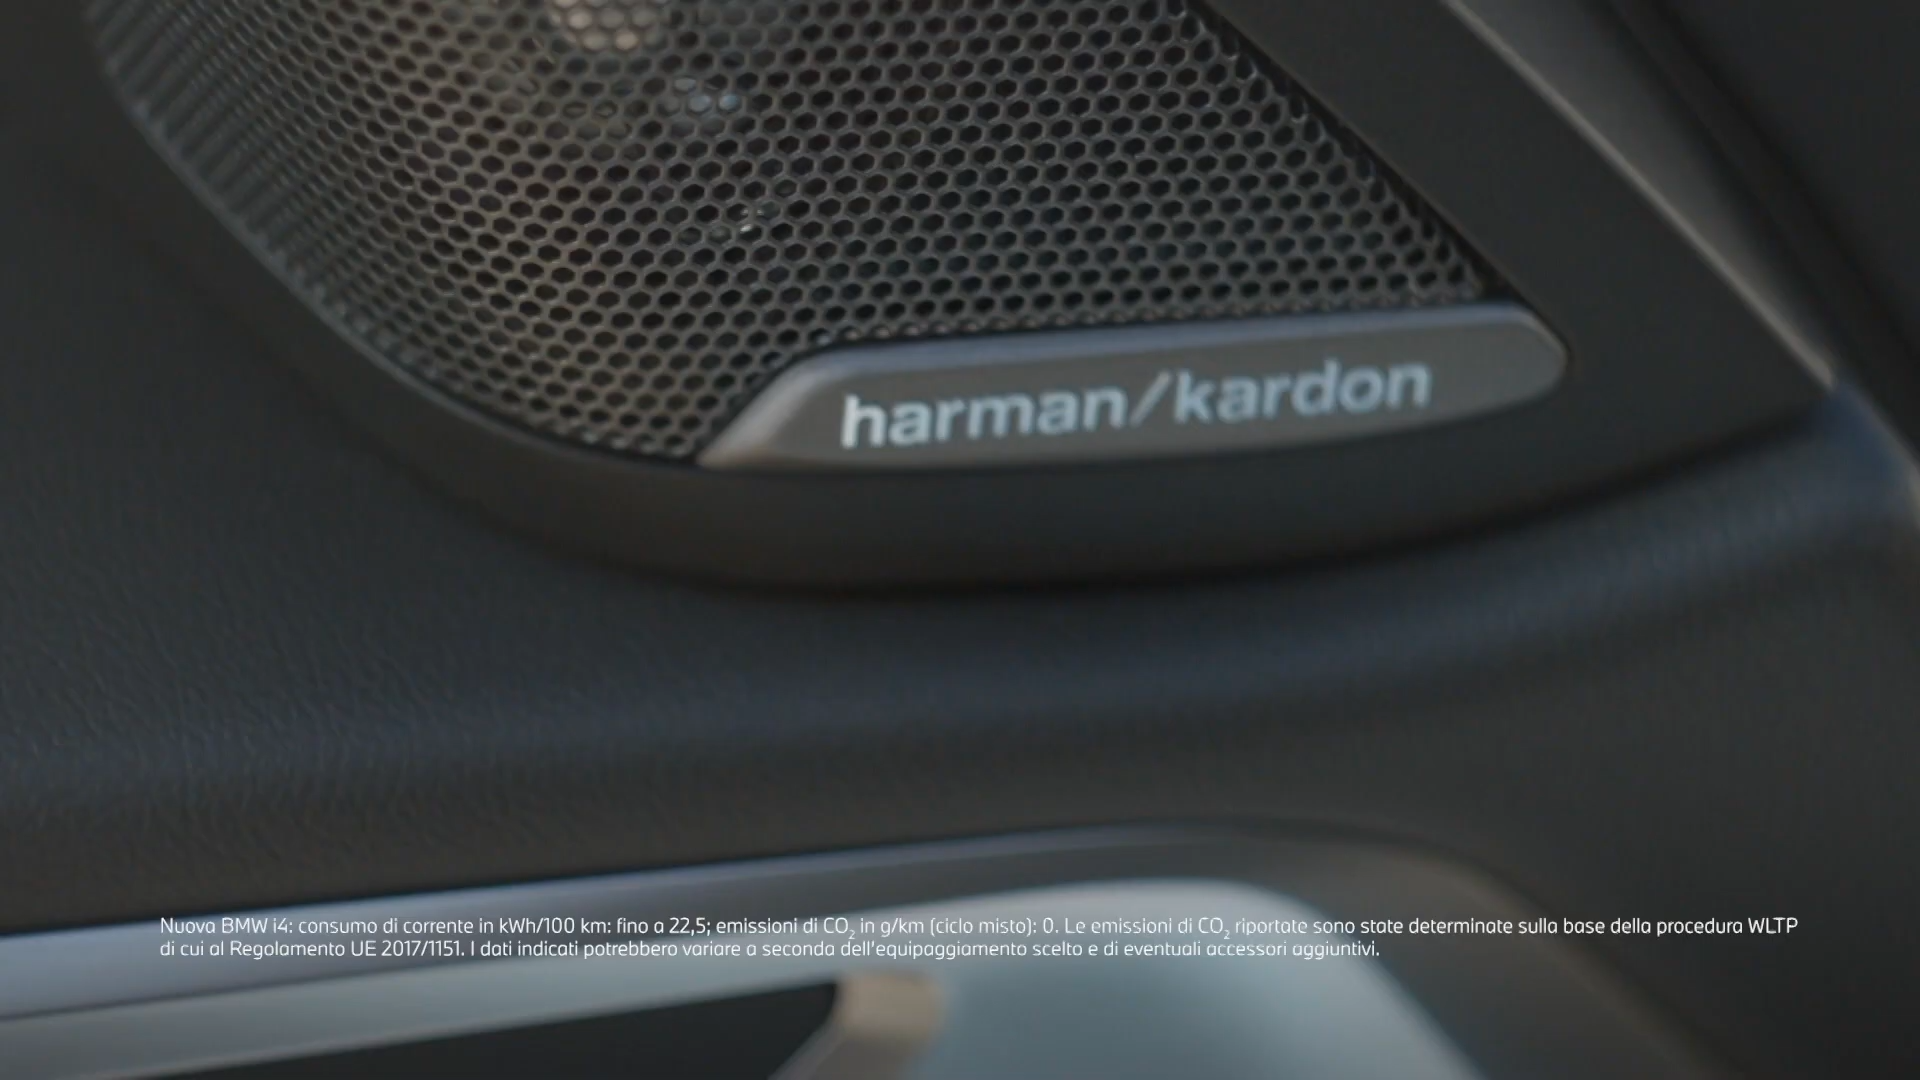 harman/kardon
Nuova BMW i4: consumo di corrente in kWh/100 km: fino a 22,5; emissioni di CO₂ in g/km (ciclo misto): 0. Le emissioni di CO₂ riportate sono state determinate sulla base della procedura WLTP
di cui al Regolamento UE 2017/1151. I dati indicati potrebbero variare a seconda dell'equipaggiamento scelto e di eventuali accessori aggiuntivi.